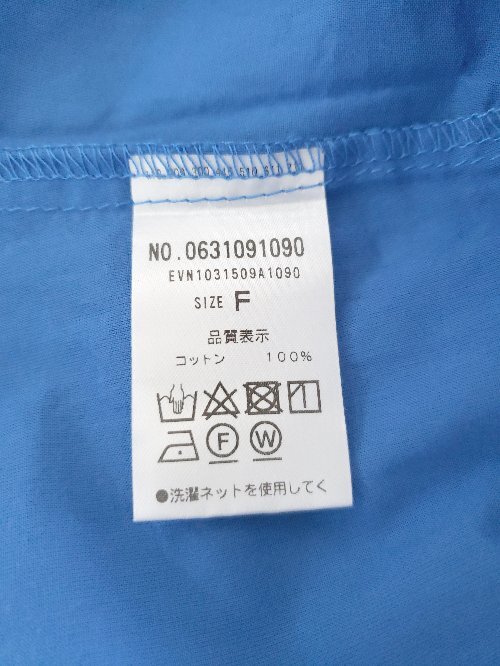 NO.0631091090
EVN1031509A1090
SIZE F
品質表示
コットン 100%
F W
●洗濯ネットを使用してく